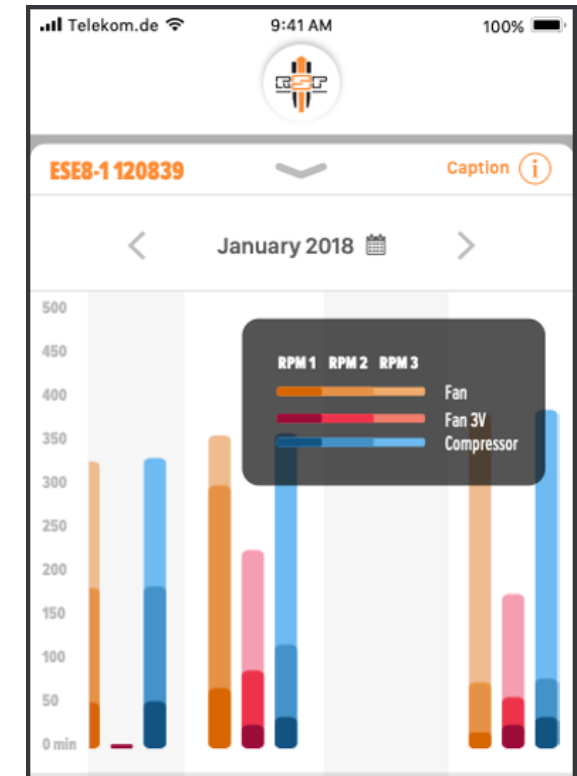 Telekom.de 9:41 AM 100%
ESE8-1 120839 Caption i
January 2018
500
450
RPM 1 RPM 2 RPM 3
400 Fan
Fan 3V
350 Compressor
300
250
200
150
100
50
0 min